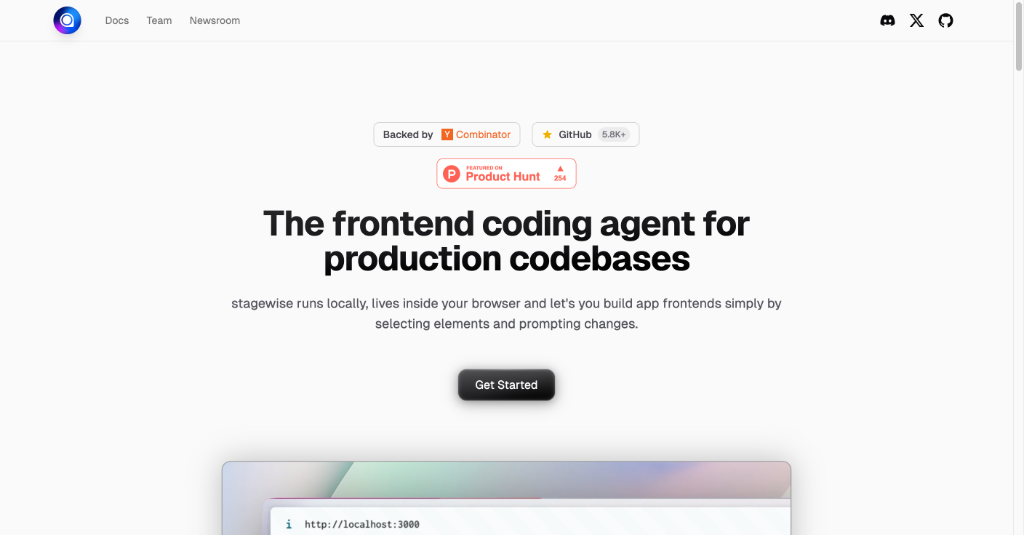 Docs Team Newsroom
Backed by Y Combinator GitHub 5.8K+
FEATURED ON
Product Hunt 254
The frontend coding agent for
production codebases
stagewise runs locally, lives inside your browser and let's you build app frontends simply by
selecting elements and prompting changes.
Get Started
i http://localhost:3000